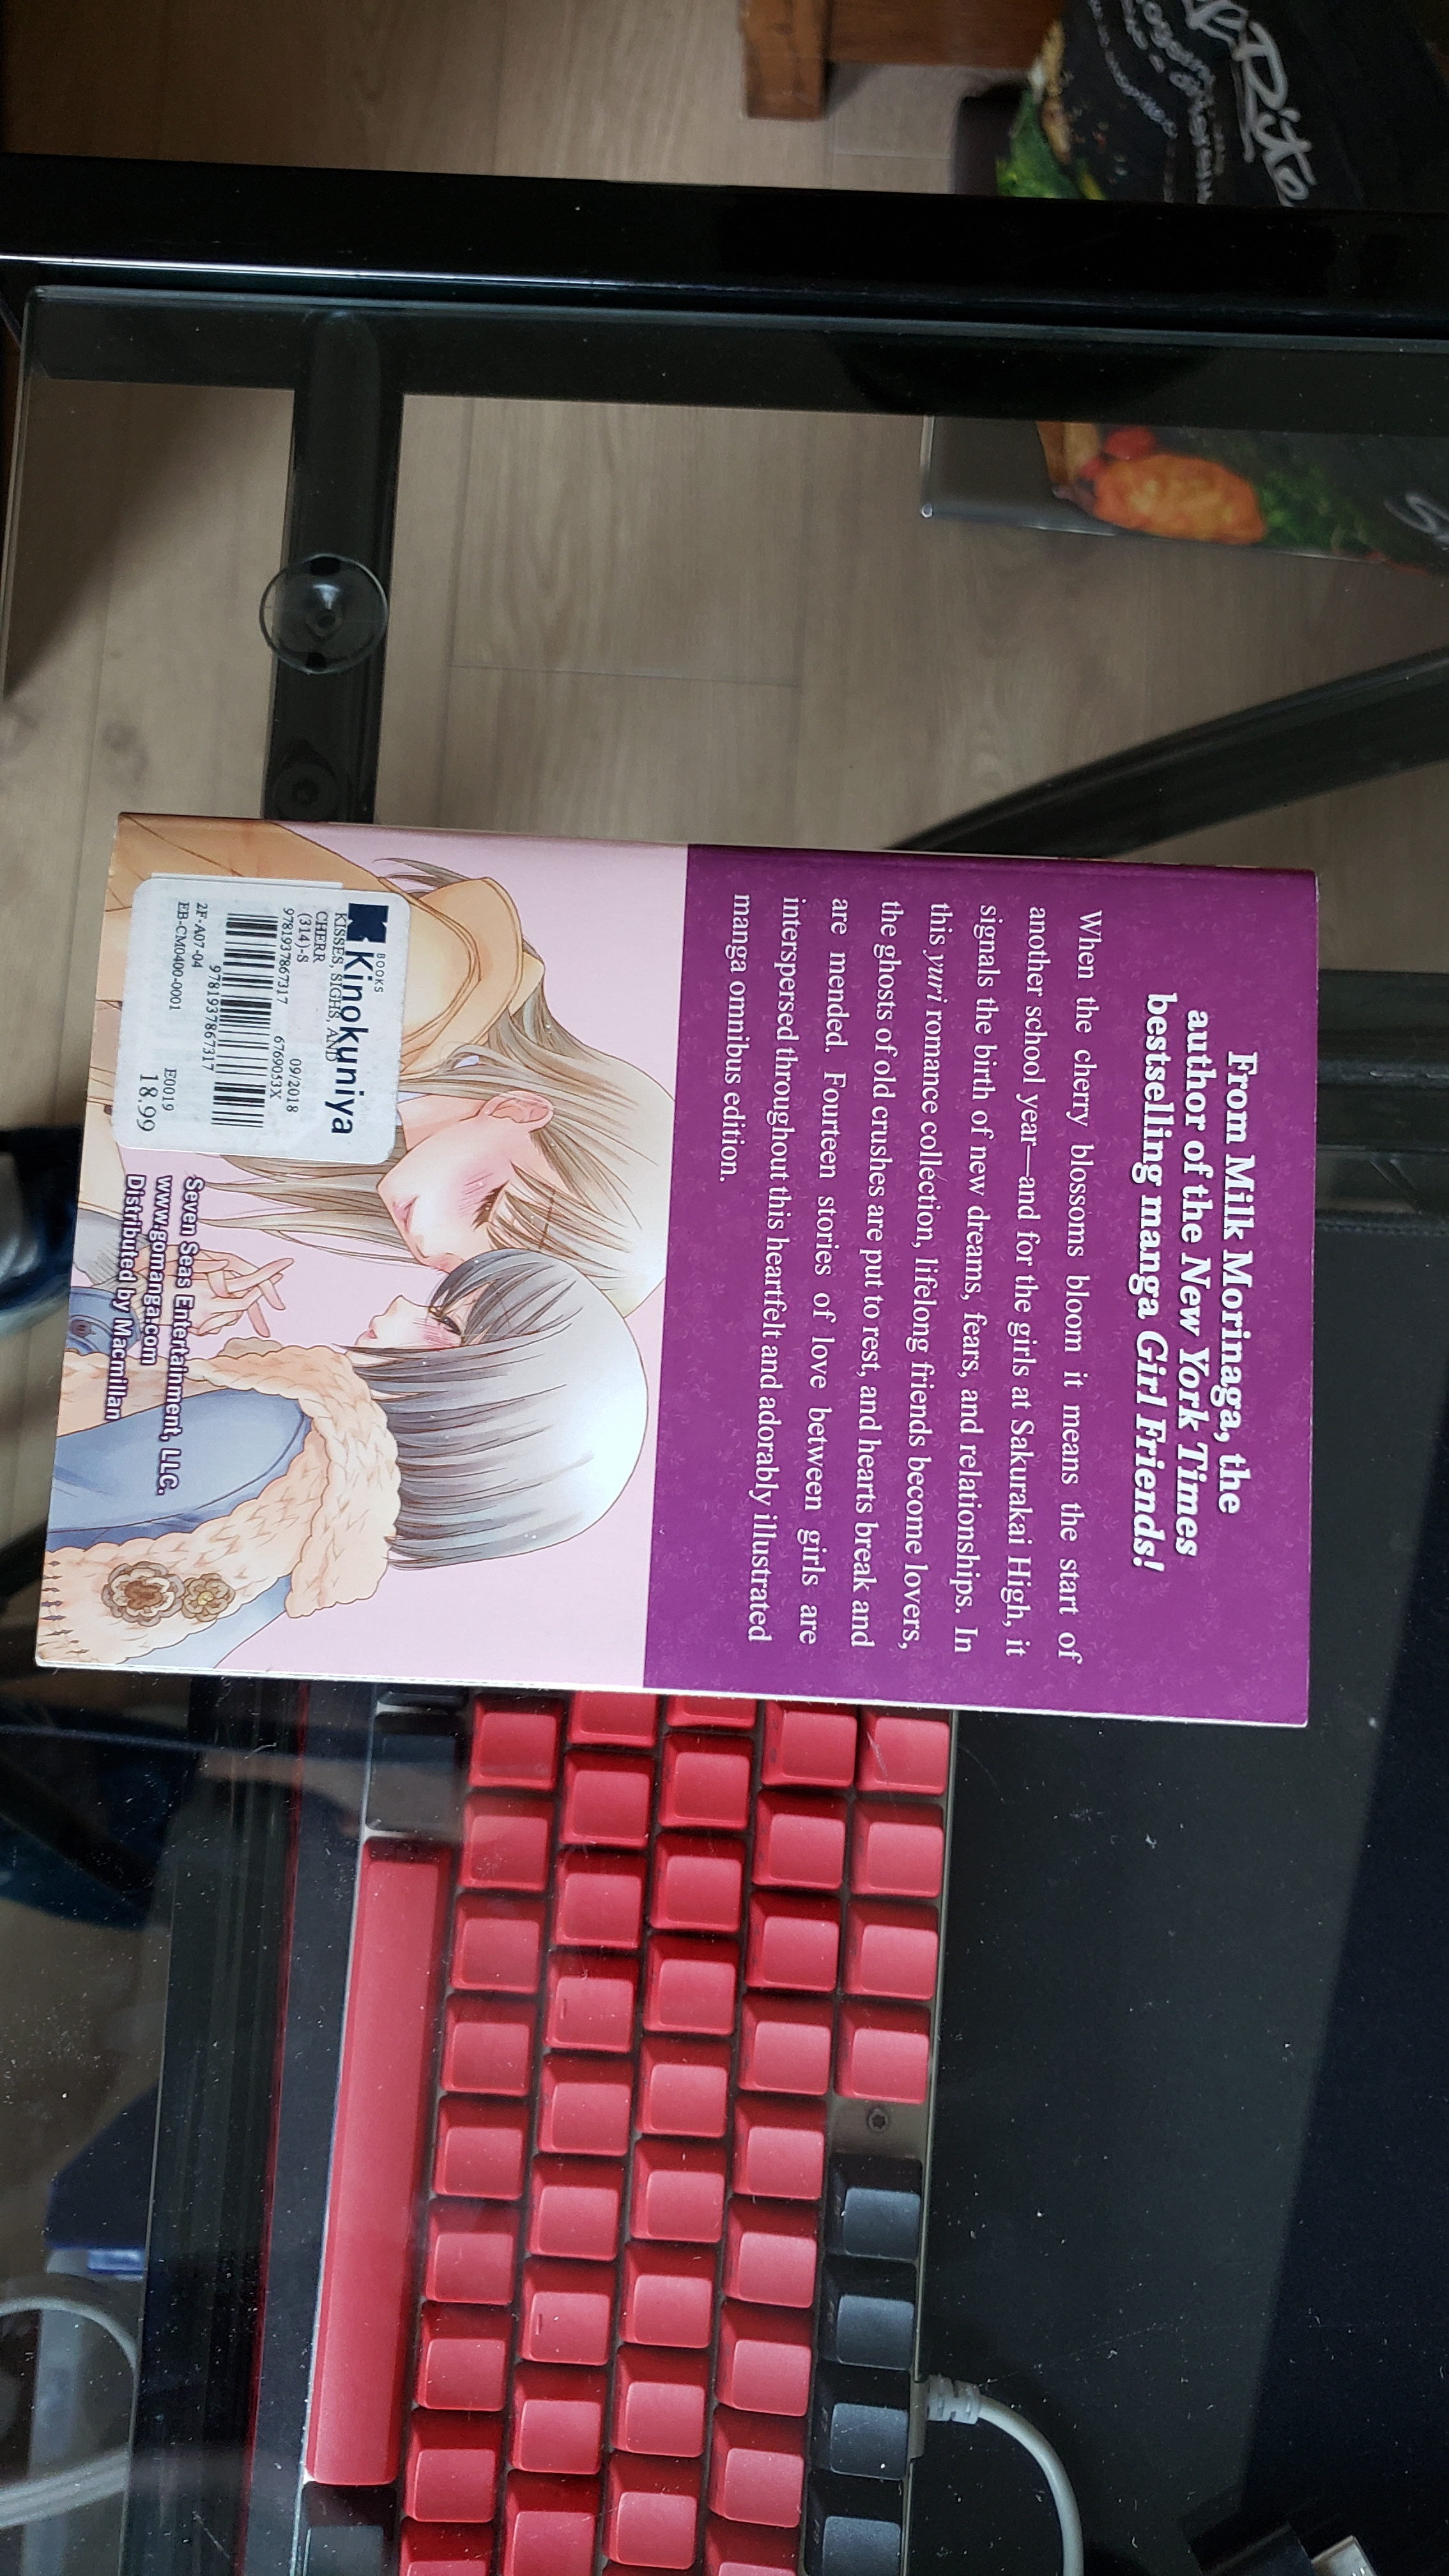 From Milk Morinaga, the
author of the New York Times
bestselling manga Girl Friends!
When the cherry blossoms bloom it means the start of
another school year—and for the girls at Sakurakai High, it
signals the birth of new dreams, fears, and relationships. In
this yuri romance collection, lifelong friends become lovers,
the ghosts of old crushes are put to rest, and hearts break and
are mended. Fourteen stories of love between girls are
interspersed throughout this heartfelt and adorably illustrated
manga omnibus edition.
BOOKS
Kinokuniya
KISSES, SIGHS, AND
CHERR
(314)-S 09/2018
9781937867317 6769053X
9781937867317
2F-A07-04 E0019
EB-CM0400-0001 18.99
Seven Seas Entertainment, LLC.
www.gomanga.com
Distributed by Macmillan